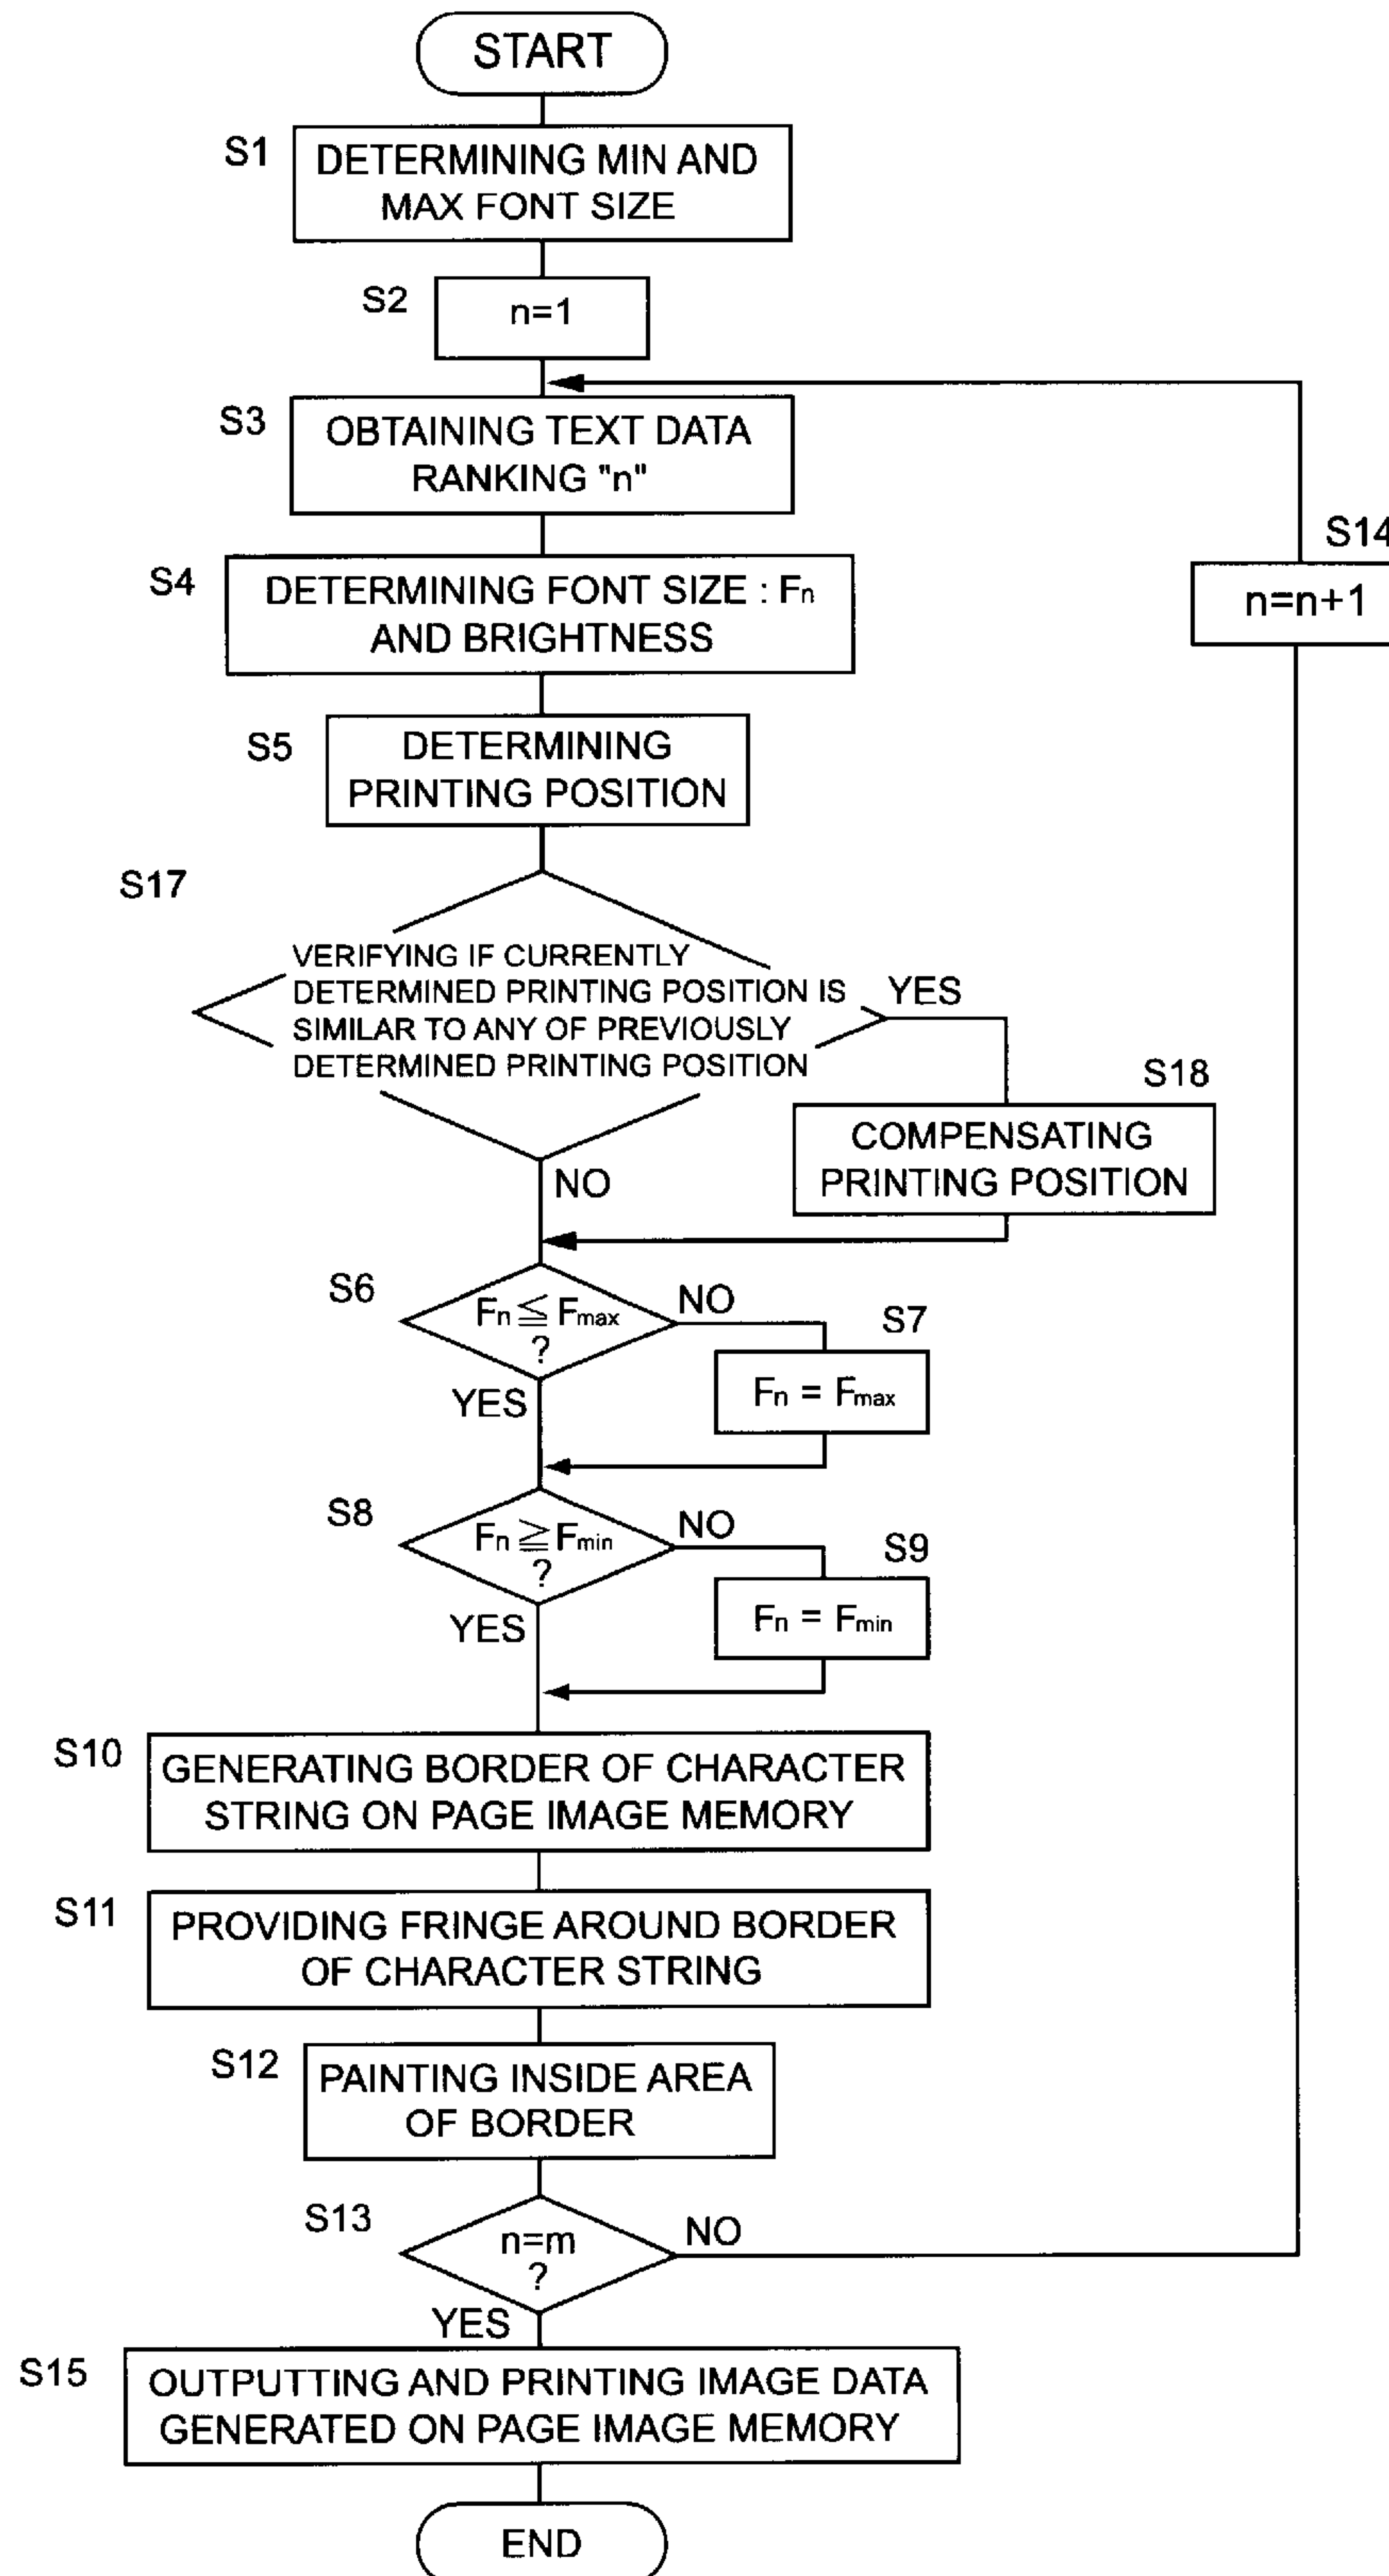 START
S1
DETERMINING MIN AND
MAX FONT SIZE
S2
n=1
S3
OBTAINING TEXT DATA
RANKING "n"
S14
n=n+1
S4
DETERMINING FONT SIZE : Fn
AND BRIGHTNESS
S5
DETERMINING
PRINTING POSITION
S17
VERIFYING IF CURRENTLY
DETERMINED PRINTING POSITION IS
SIMILAR TO ANY OF PREVIOUSLY
DETERMINED PRINTING POSITION
YES
S18
COMPENSATING
PRINTING POSITION
NO
S6
Fn ≦ Fmax
?
NO
S7
Fn = Fmax
YES
S8
Fn ≧ Fmin
?
NO
S9
Fn = Fmin
YES
S10
GENERATING BORDER OF CHARACTER
STRING ON PAGE IMAGE MEMORY
S11
PROVIDING FRINGE AROUND BORDER
OF CHARACTER STRING
S12
PAINTING INSIDE AREA
OF BORDER
S13
n=m
?
NO
YES
S15
OUTPUTTING AND PRINTING IMAGE DATA
GENERATED ON PAGE IMAGE MEMORY
END